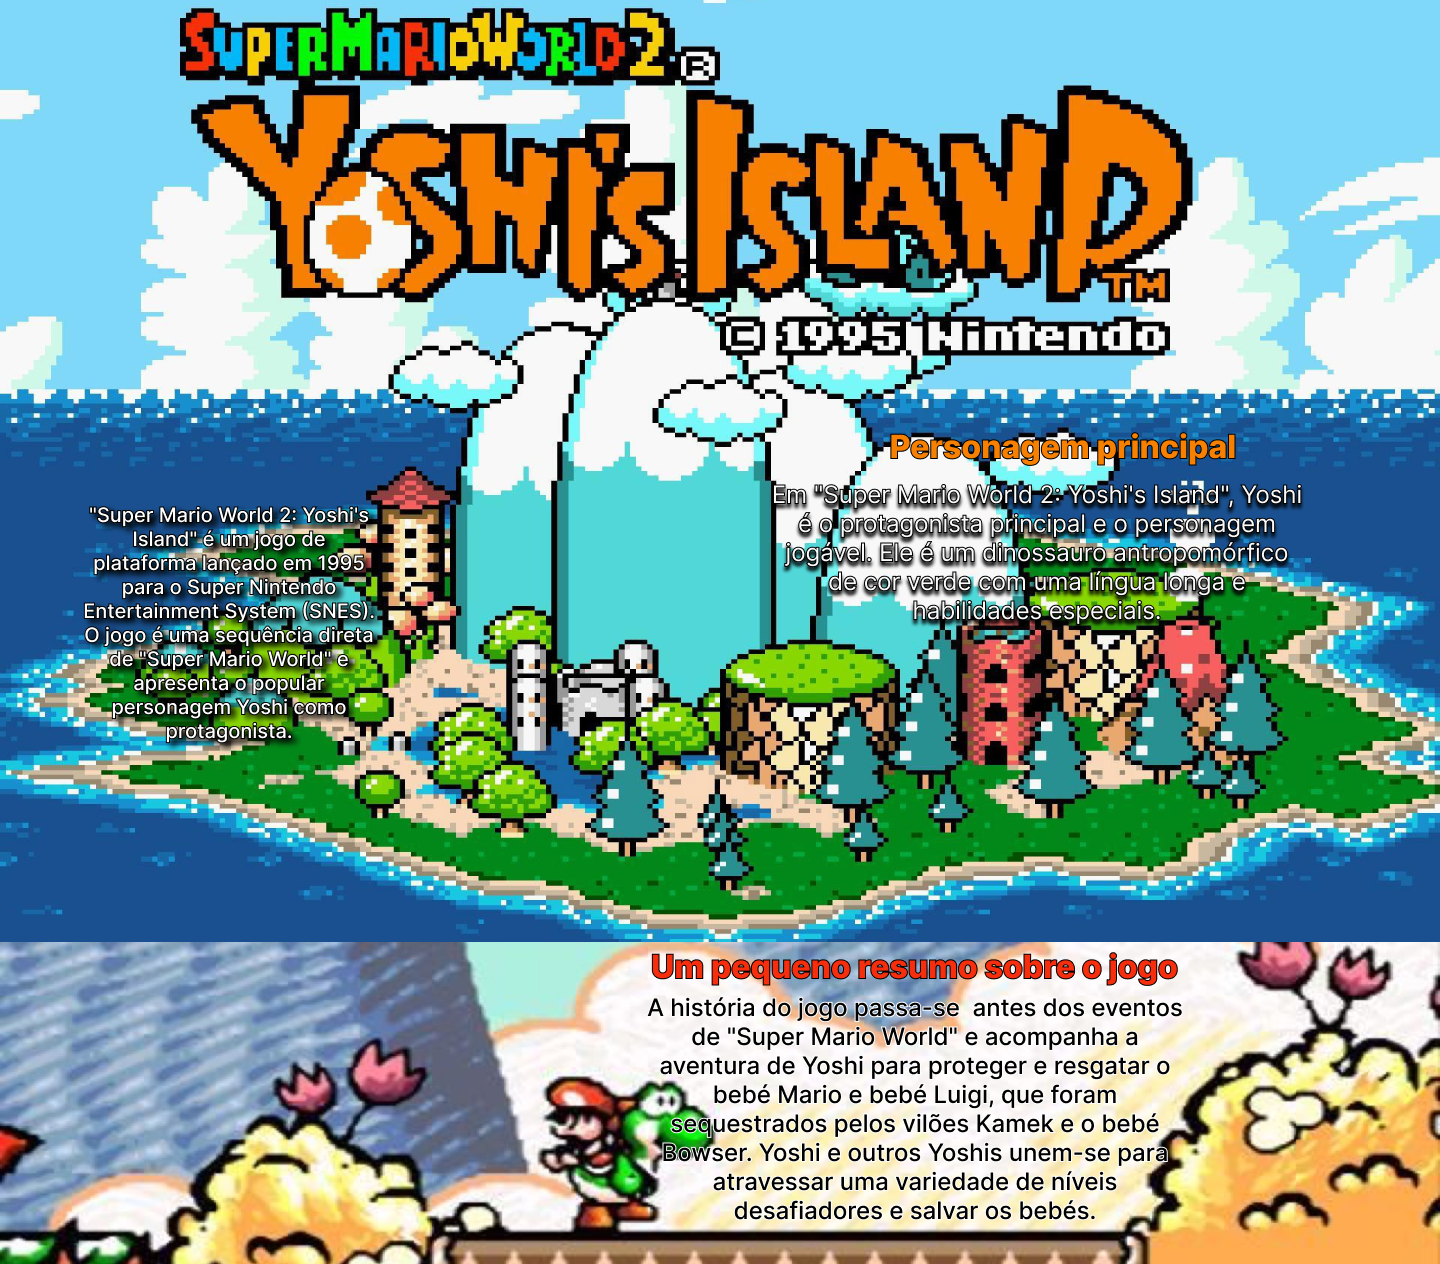 SUPER MARIO WORLD 2 ®
YOSHI'S ISLAND
TM
© 1995 Nintendo
"Super Mario World 2: Yoshi's
Island" é um jogo de
plataforma lançado em 1995
para o Super Nintendo
Entertainment System (SNES).
O jogo é uma sequência direta
de "Super Mario World" e
apresenta o popular
personagem Yoshi como
protagonista.
Personagem principal
Em "Super Mario World 2: Yoshi's Island", Yoshi
é o protagonista principal e o personagem
jogável. Ele é um dinossauro antropomórfico
de cor verde com uma língua longa e
habilidades especiais.
Um pequeno resumo sobre o jogo
A história do jogo passa-se  antes dos eventos
de "Super Mario World" e acompanha a
aventura de Yoshi para proteger e resgatar o
bebé Mario e bebé Luigi, que foram
sequestrados pelos vilões Kamek e o bebé
Bowser. Yoshi e outros Yoshis unem-se para
atravessar uma variedade de níveis
desafiadores e salvar os bebés.